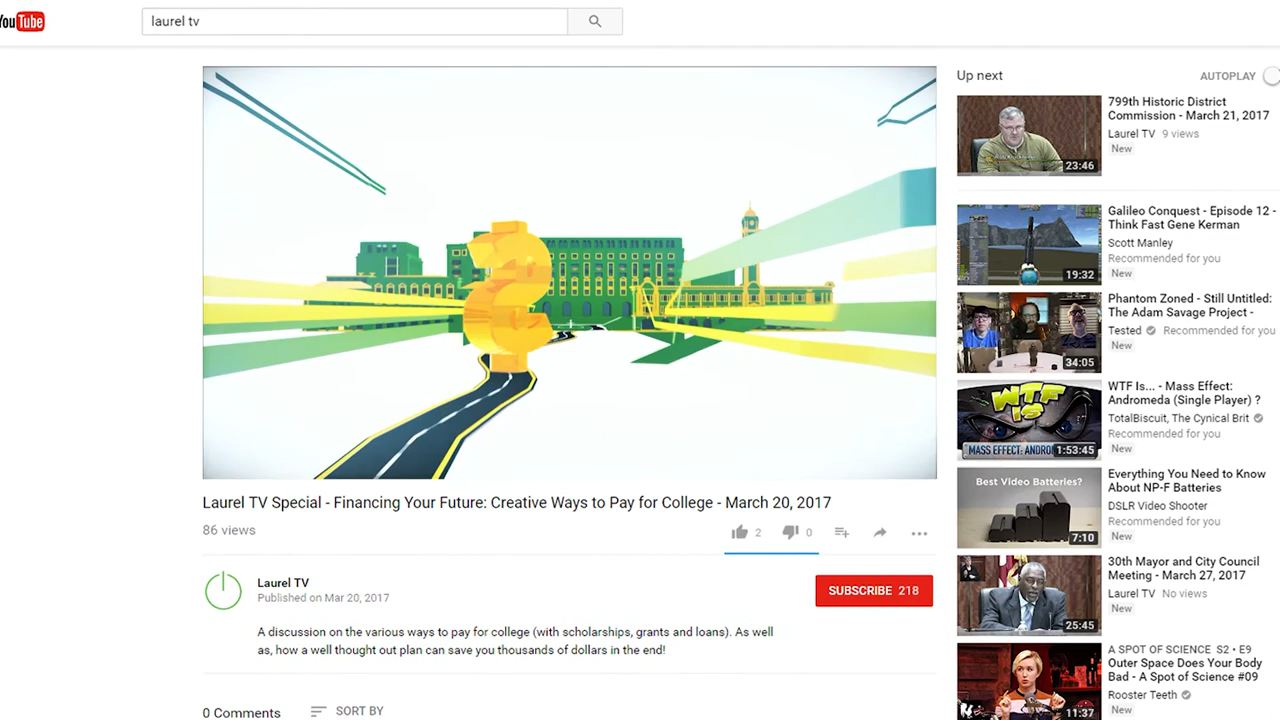 YouTube
laurel tv
Laurel TV Special - Financing Your Future: Creative Ways to Pay for College - March 20, 2017
86 views
2
0
Laurel TV
Published on Mar 20, 2017
SUBSCRIBE 218
A discussion on the various ways to pay for college (with scholarships, grants and loans). As well
as, how a well thought out plan can save you thousands of dollars in the end!
0 Comments
SORT BY
Up next
AUTOPLAY
23:46
799th Historic District
Commission - March 21, 2017
Laurel TV 9 views
New
19:32
Galileo Conquest - Episode 12 -
Think Fast Gene Kerman
Scott Manley
Recommended for you
New
34:05
Phantom Zoned - Still Untitled:
The Adam Savage Project -
Tested Recommended for you
New
WTF
IS
MASS EFFECT:
1:53:45
WTF Is... - Mass Effect:
Andromeda (Single Player) ?
TotalBiscuit, The Cynical Brit
Recommended for you
New
Best Video Batteries?
7:10
Everything You Need to Know
About NP-F Batteries
DSLR Video Shooter
Recommended for you
New
25:45
30th Mayor and City Council
Meeting - March 27, 2017
Laurel TV No views
New
11:37
A SPOT OF SCIENCE S2 • E9
Outer Space Does Your Body
Bad - A Spot of Science #09
Rooster Teeth
New